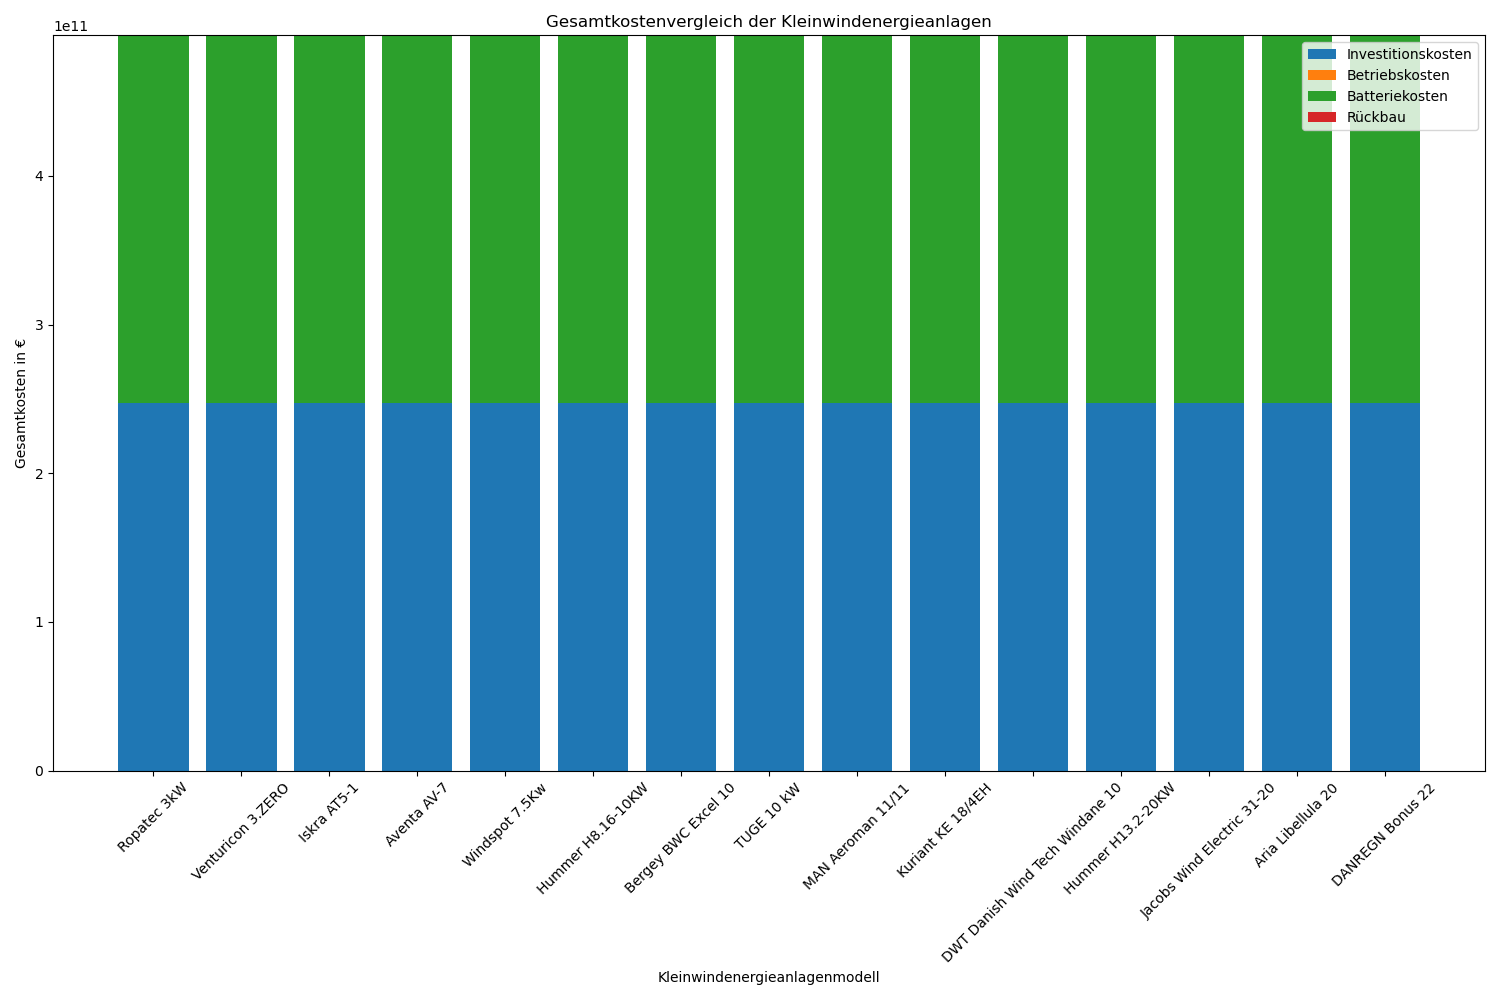 Gesamtkostenvergleich der Kleinwindenergieanlagen
1e11
Investitionskosten
Betriebskosten
Batteriekosten
Rückbau
4
3
2
1
0
Gesamtkosten in €
Ropatec 3kW
Venturicon 3.ZERO
Iskra AT5-1
Aventa AV-7
Windspot 7.5Kw
Hummer H8.16-10KW
Bergey BWC Excel 10
TUGE 10 kW
MAN Aeroman 11/11
Kuriant KE 18/4EH
DWT Danish Wind Tech Windane 10
Hummer H13.2-20KW
Jacobs Wind Electric 31-20
Aria Libellula 20
DANREGN Bonus 22
Kleinwindenergieanlagenmodell